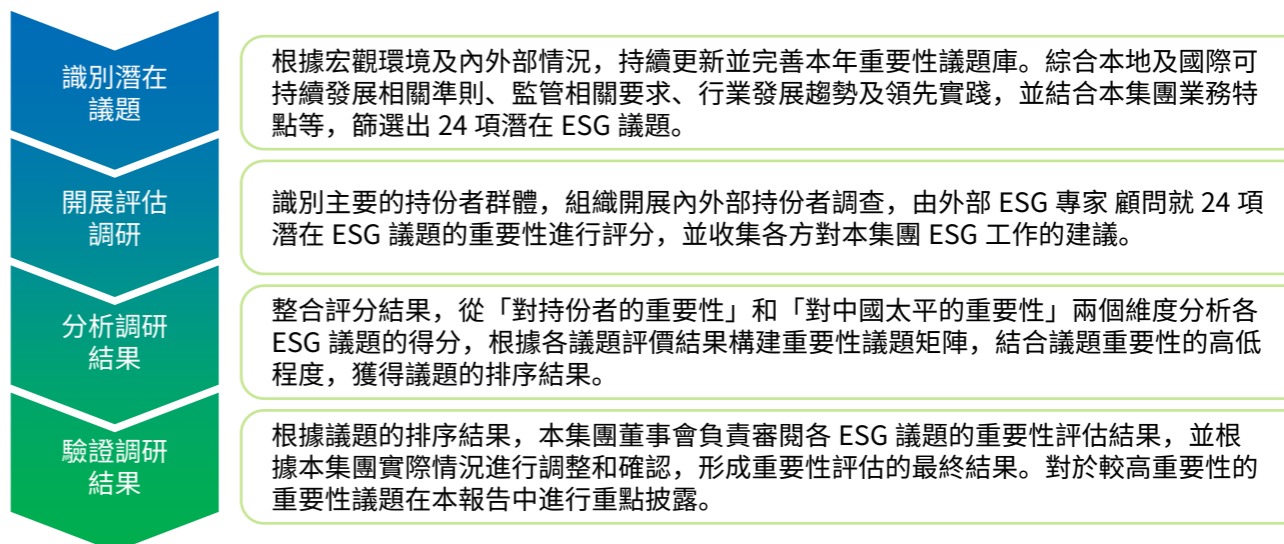 識別潛在
議題
根據宏觀環境及內外部情況，持續更新並完善本年重要性議題庫。綜合本地及國際可
持續發展相關準則、監管相關要求、行業發展趨勢及領先實踐，並結合本集團業務特
點等，篩選出 24 項潛在 ESG 議題。
開展評估
調研
識別主要的持份者群體，組織開展內外部持份者調查，由外部 ESG 專家 顧問就 24 項
潛在 ESG 議題的重要性進行評分，並收集各方對本集團 ESG 工作的建議。
分析調研
結果
整合評分結果，從「對持份者的重要性」和「對中國太平的重要性」兩個維度分析各
ESG 議題的得分，根據各議題評價結果構建重要性議題矩陣，結合議題重要性的高低
程度，獲得議題的排序結果。
驗證調研
結果
根據議題的排序結果，本集團董事會負責審閱各 ESG 議題的重要性評估結果，並根
據本集團實際情況進行調整和確認，形成重要性評估的最終結果。對於較高重要性的
重要性議題在本報告中進行重點披露。